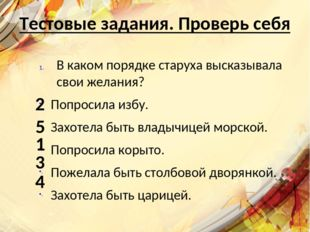 Тестовые задания. Проверь себя
1. В каком порядке старуха высказывала
свои желания?
2 Попросила избу.
5 Захотела быть владычицей морской.
1 Попросила корыто.
3 Пожелала быть столбовой дворянкой.
4 Захотела быть царицей.